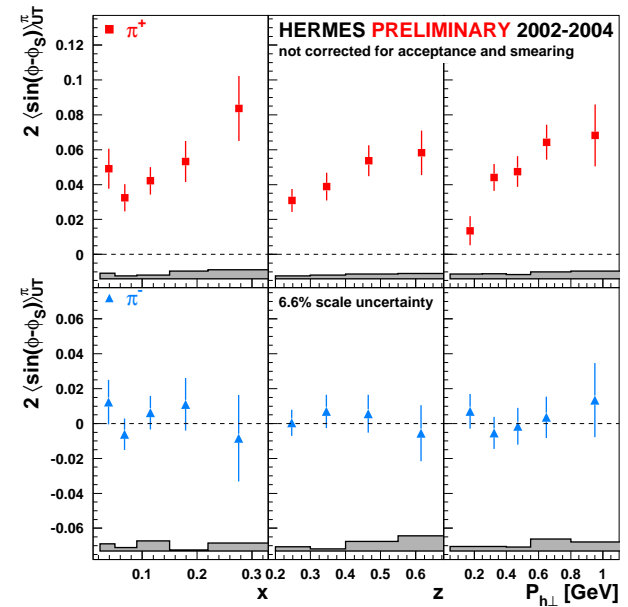 HERMES PRELIMINARY 2002-2004
not corrected for acceptance and smearing
π+
2 ⟨sin(ϕ-ϕS)⟩πUT
0.12
0.1
0.08
0.06
0.04
0.02
0
π-
6.6% scale uncertainty
2 ⟨sin(ϕ-ϕS)⟩πUT
0.06
0.04
0.02
0
-0.02
-0.04
-0.06
0.1 0.2 0.3 0.2 0.3 0.4 0.5 0.6 0.2 0.4 0.6 0.8 1
x z Ph⊥ [GeV]